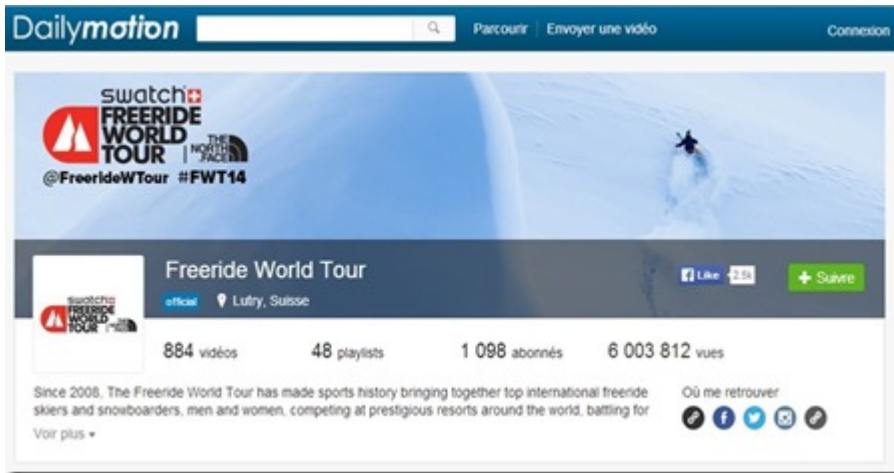 Dailymotion
Parcourir
Envoyer une vidéo
Connexion
swatch
FREERIDE
WORLD
TOUR
THE
NORTH
FACE
@FreerideWTour #FWT14
Freeride World Tour
Like 2.5k
+ Suivre
official
Lutry, Suisse
swatch
FREERIDE
WORLD
TOUR
884 vidéos
48 playlists
1 098 abonnés
6 003 812 vues
Since 2008, The Freeride World Tour has made sports history bringing together top international freeride
skiers and snowboarders, men and women, competing at prestigious resorts around the world, battling for
Voir plus
Où me retrouver